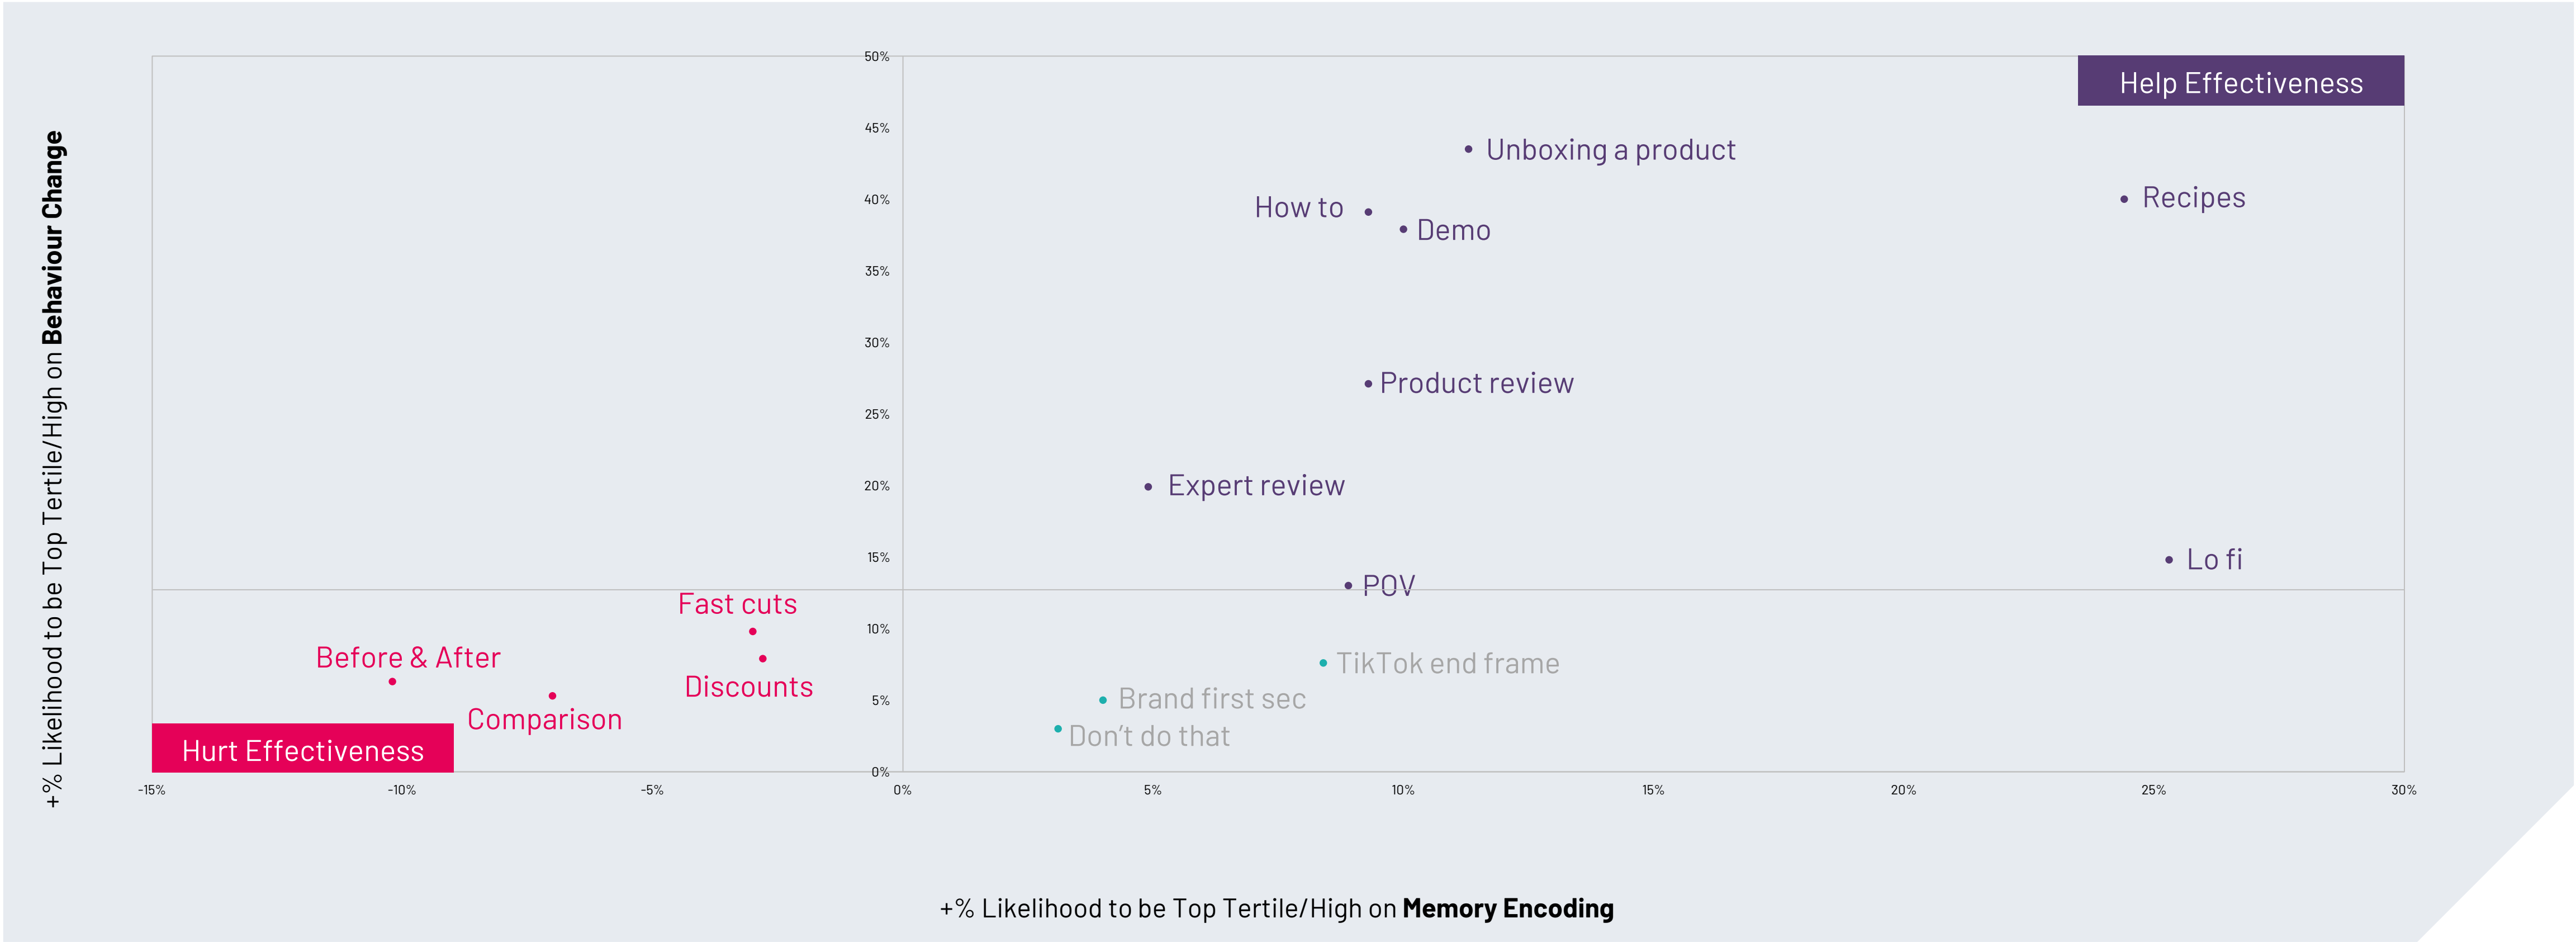 50%
Help Effectiveness
45%
Unboxing a product
40%
Recipes
How to
Demo
35%
30%
Product review
25%
20%
Expert review
15%
Lo fi
POV
Fast cuts
10%
Before & After
TikTok end frame
Discounts
5%
Brand first sec
Comparison
Don’t do that
Hurt Effectiveness
0%
-15%
-10%
-5%
0%
5%
10%
15%
20%
25%
30%
+% Likelihood to be Top Tertile/High on Behaviour Change
+% Likelihood to be Top Tertile/High on Memory Encoding